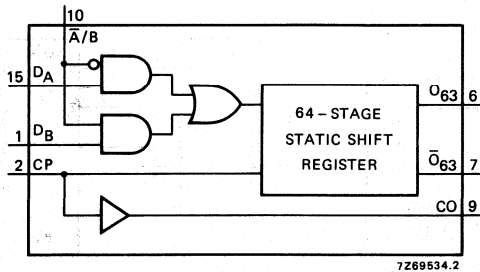 10
A̅/B
15 DA
O63 6
64-STAGE
STATIC SHIFT
REGISTER
1 DB
O̅63 7
2 CP
CO 9
7Z69534.2